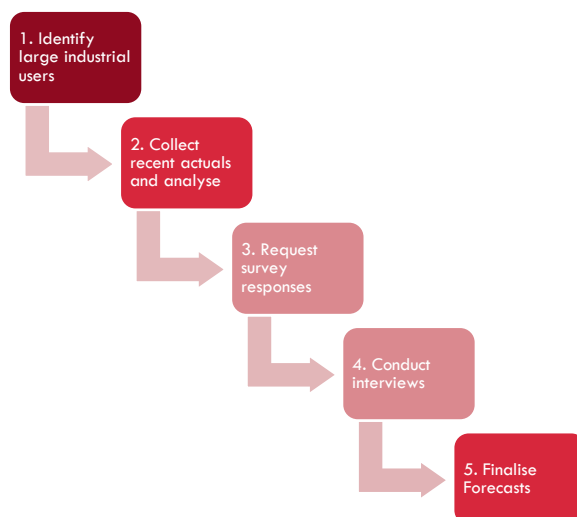 1. Identify
large industrial
users
2. Collect
recent actuals
and analyse
3. Request
survey
responses
4. Conduct
interviews
5. Finalise
Forecasts